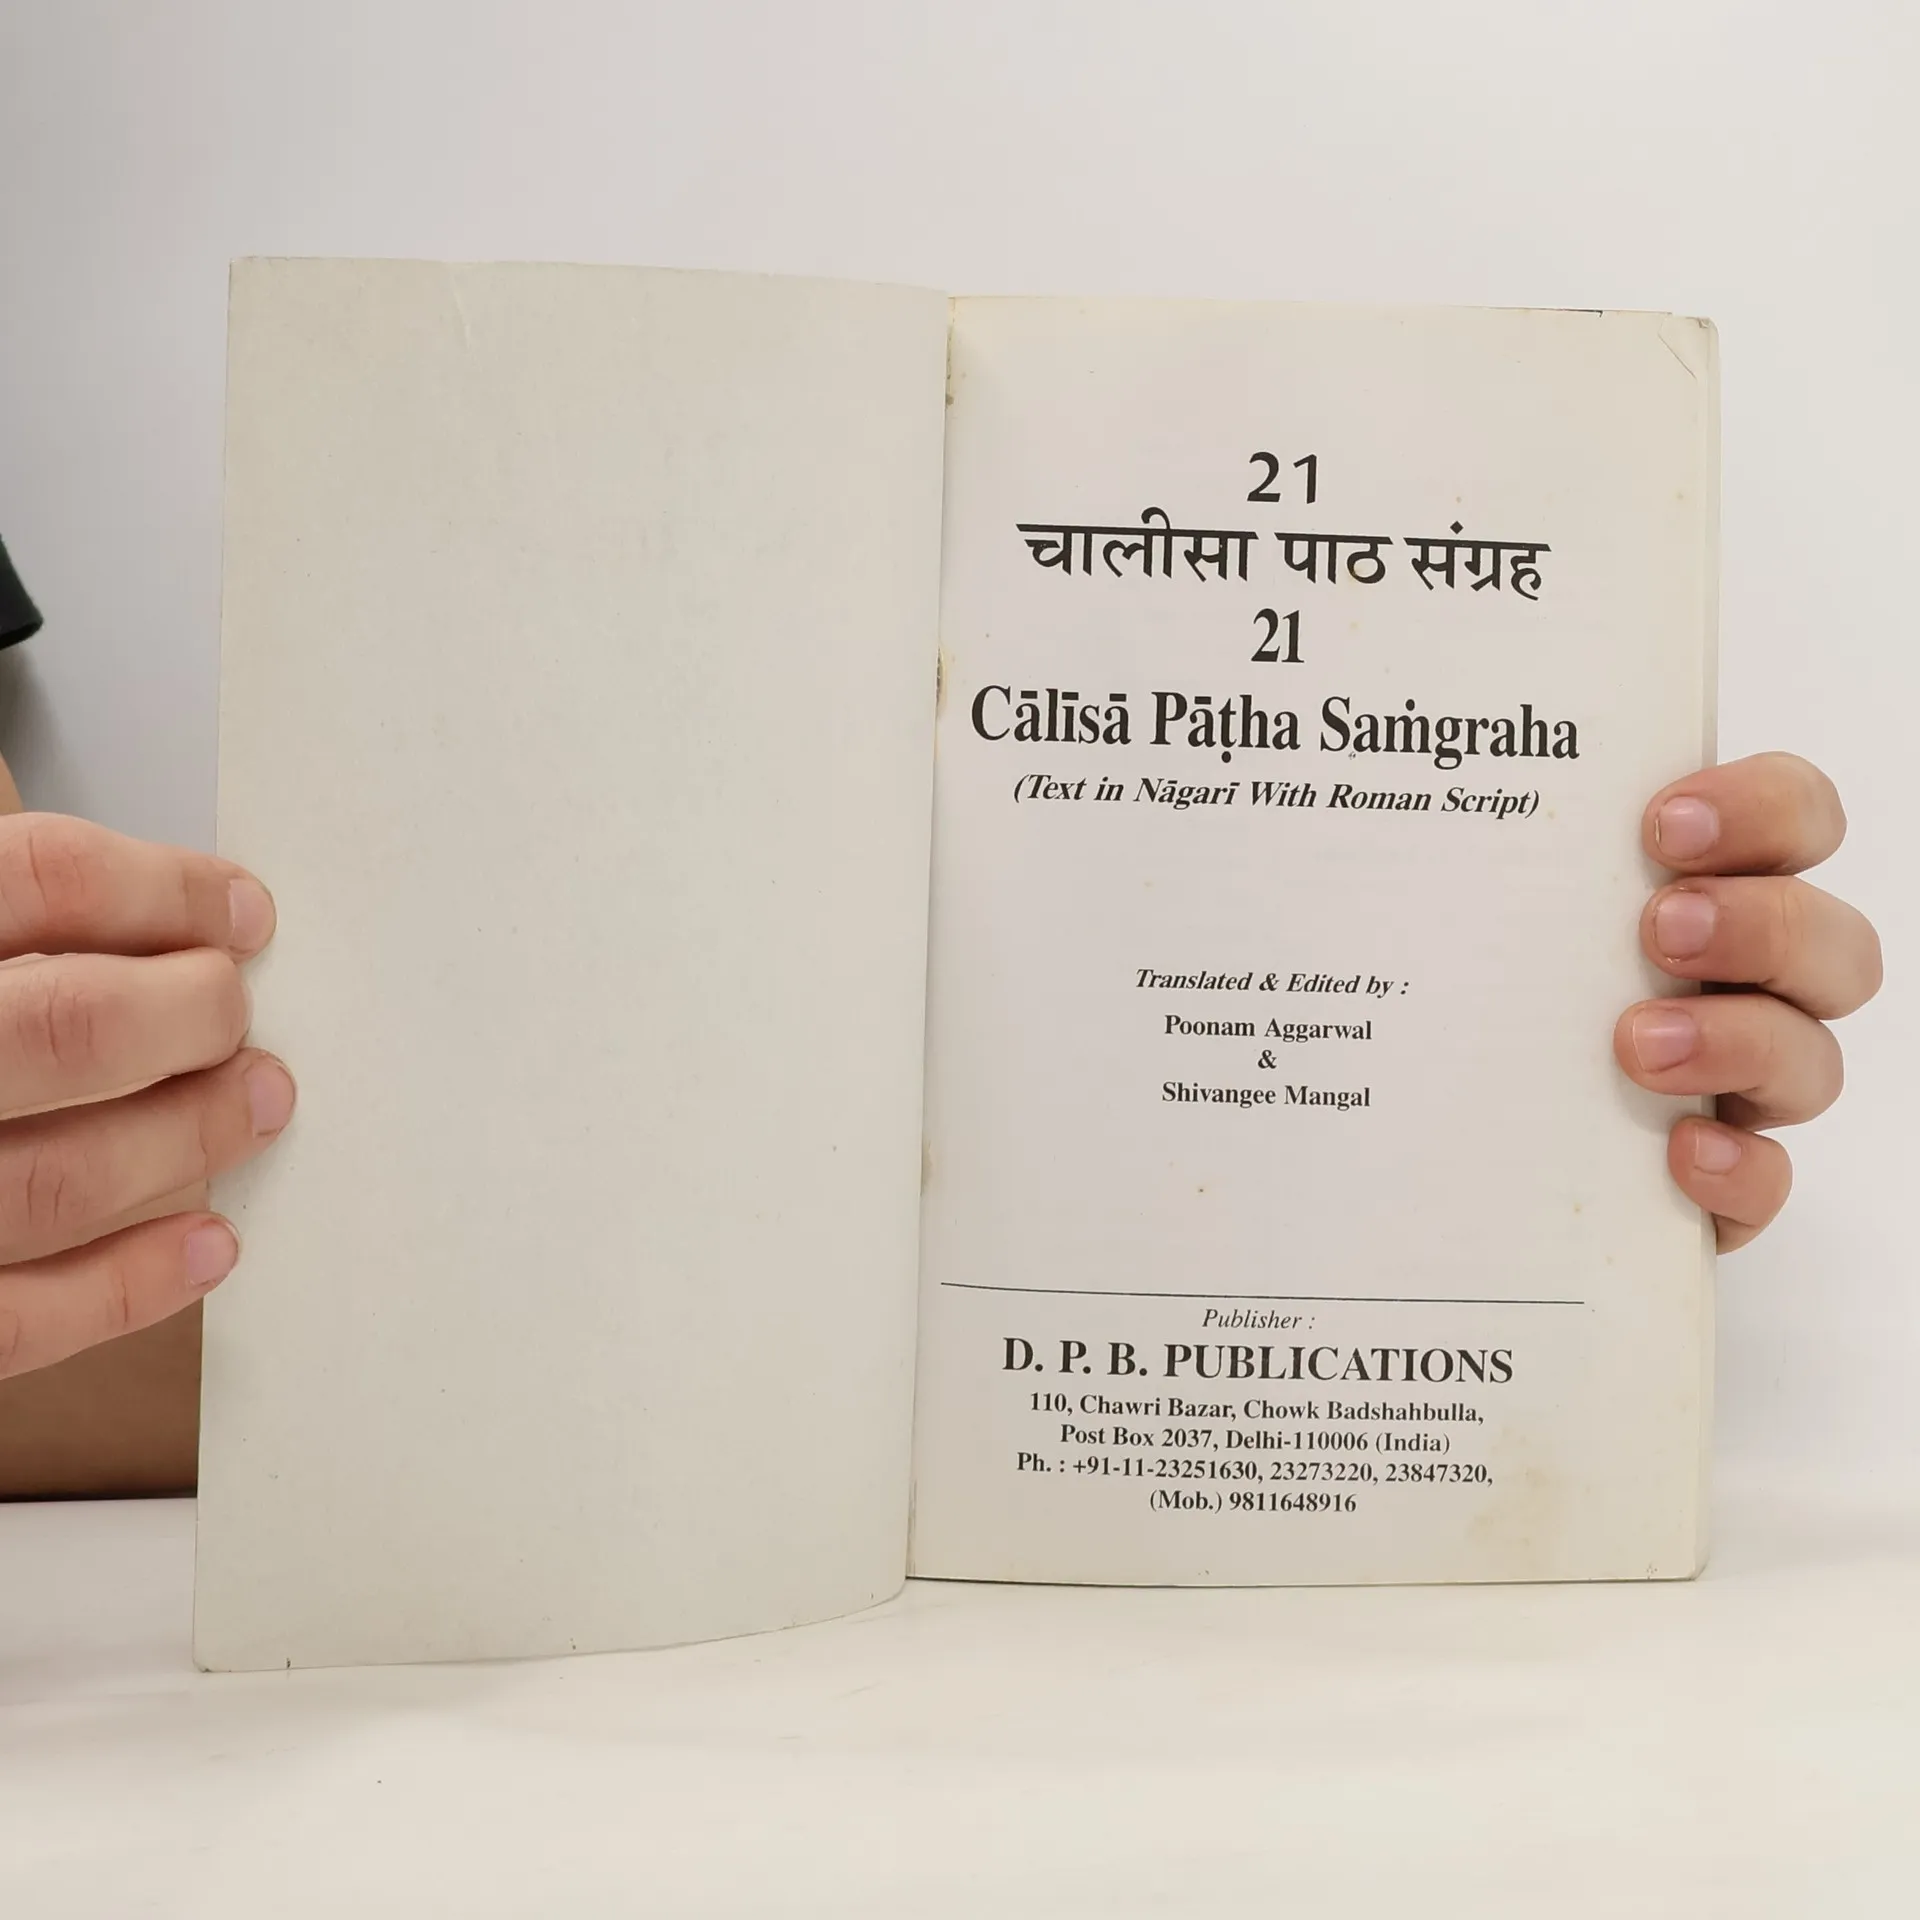 21
चालीसा पाठ संग्रह
21
Cālīsā Pāṭha Saṁgraha
(Text in Nāgarī With Roman Script)
Translated & Edited by :
Poonam Aggarwal
&
Shivangee Mangal
Publisher :
D. P. B. PUBLICATIONS
110, Chawri Bazar, Chowk Badshahbulla,
Post Box 2037, Delhi-110006 (India)
Ph. : +91-11-23251630, 23273220, 23847320,
(Mob.) 9811648916